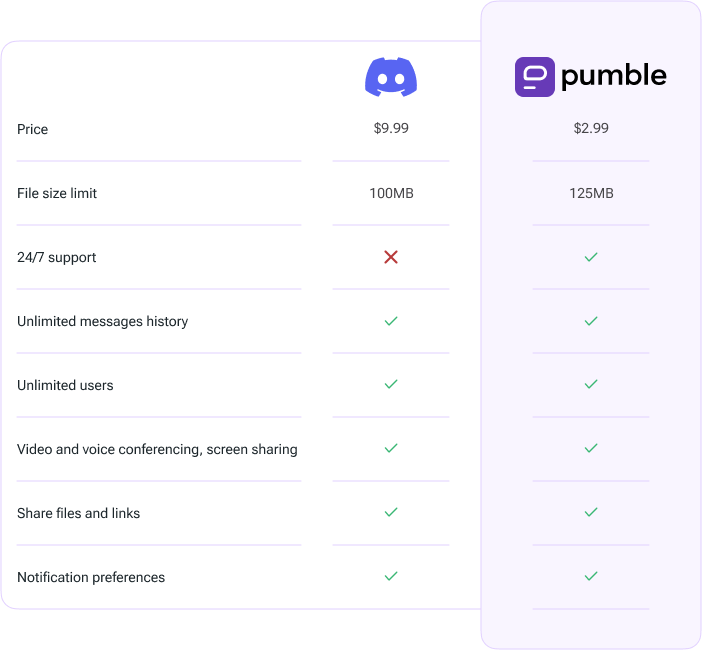 pumble
Price $9.99 $2.99
File size limit 100MB 125MB
24/7 support
Unlimited messages history
Unlimited users
Video and voice conferencing, screen sharing
Share files and links
Notification preferences